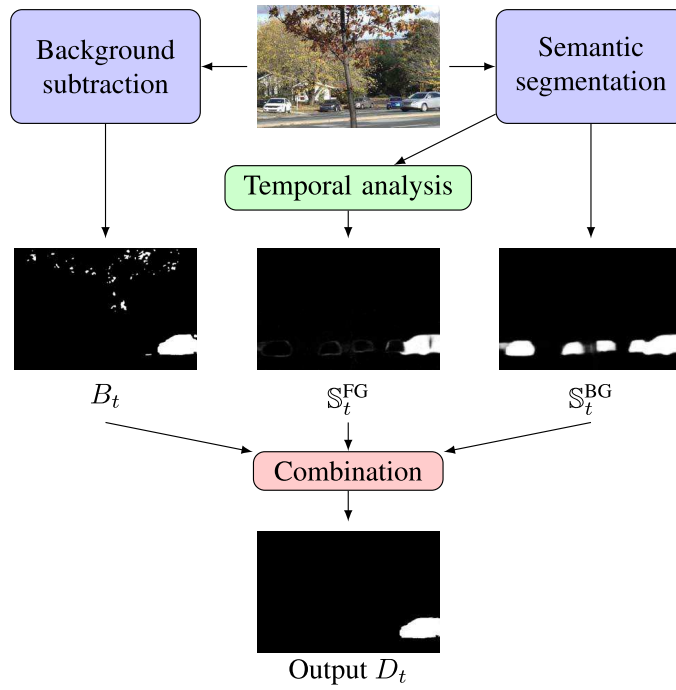 Background
subtraction
Semantic
segmentation
Temporal analysis
B_t
𝕊_t^FG
𝕊_t^BG
Combination
Output D_t